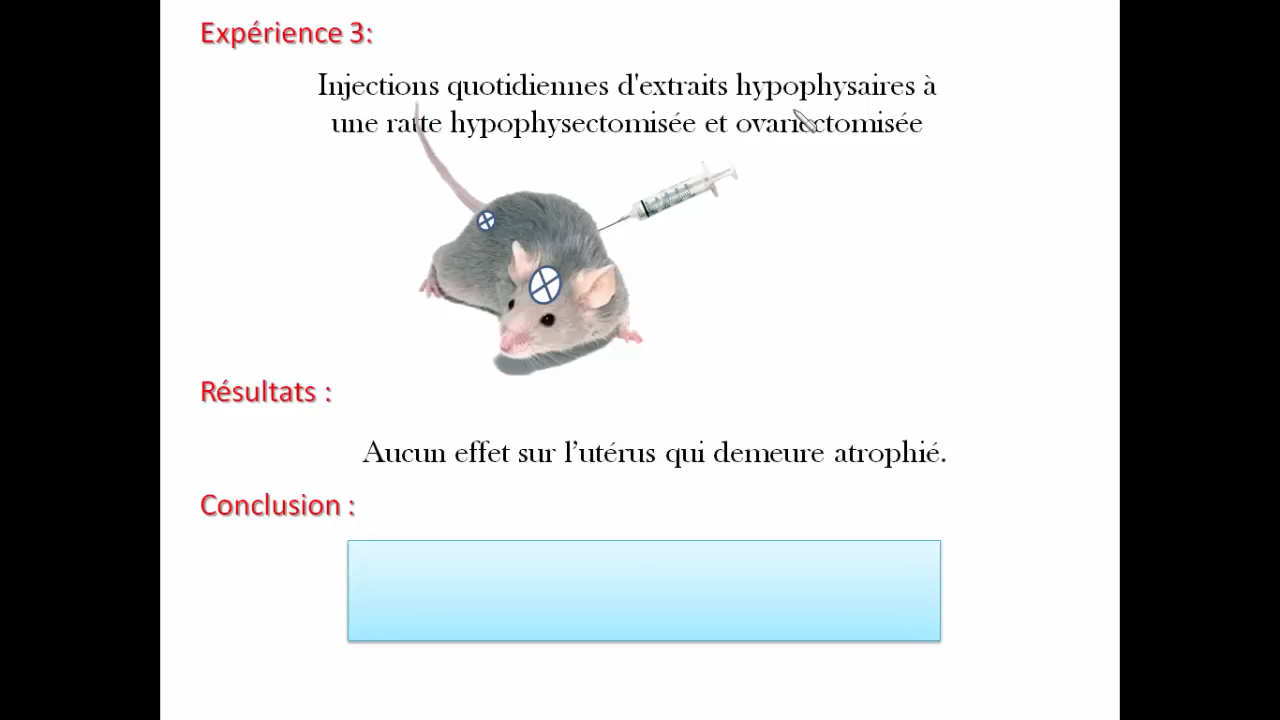 Expérience 3:
Injections quotidiennes d'extraits hypophysaires à
une ratte hypophysectomisée et ovariectomisée
Résultats :
Aucun effet sur l’utérus qui demeure atrophié.
Conclusion :